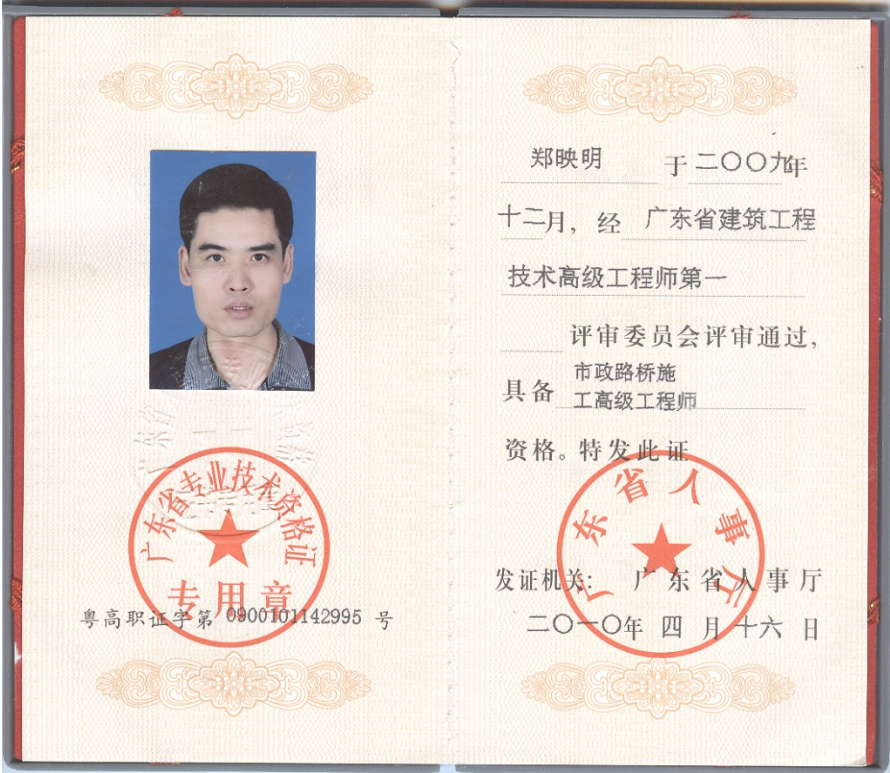 广东省专业技术资格证
专用章
粤高职证字第 0900101142995 号
郑映明 于二〇〇九年
十二月，经 广东省建筑工程
技术高级工程师第一
评审委员会评审通过，
具备 市政路桥施
工高级工程师
资格。特发此证
广东省人事厅
发证机关：广东省人事厅
二〇一〇年 四 月 十六 日